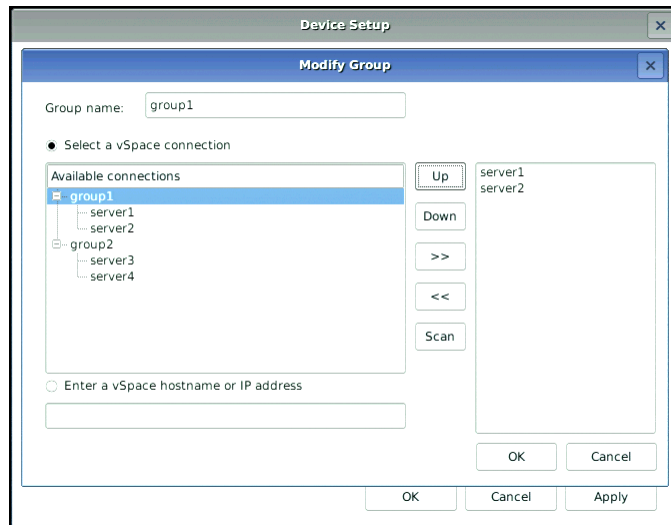 Device Setup
Modify Group
Group name: group1
Select a vSpace connection
Available connections
group1
server1
server2
group2
server3
server4
Up
Down
>>
<<
Scan
server1
server2
Enter a vSpace hostname or IP address
OK Cancel
OK Cancel Apply